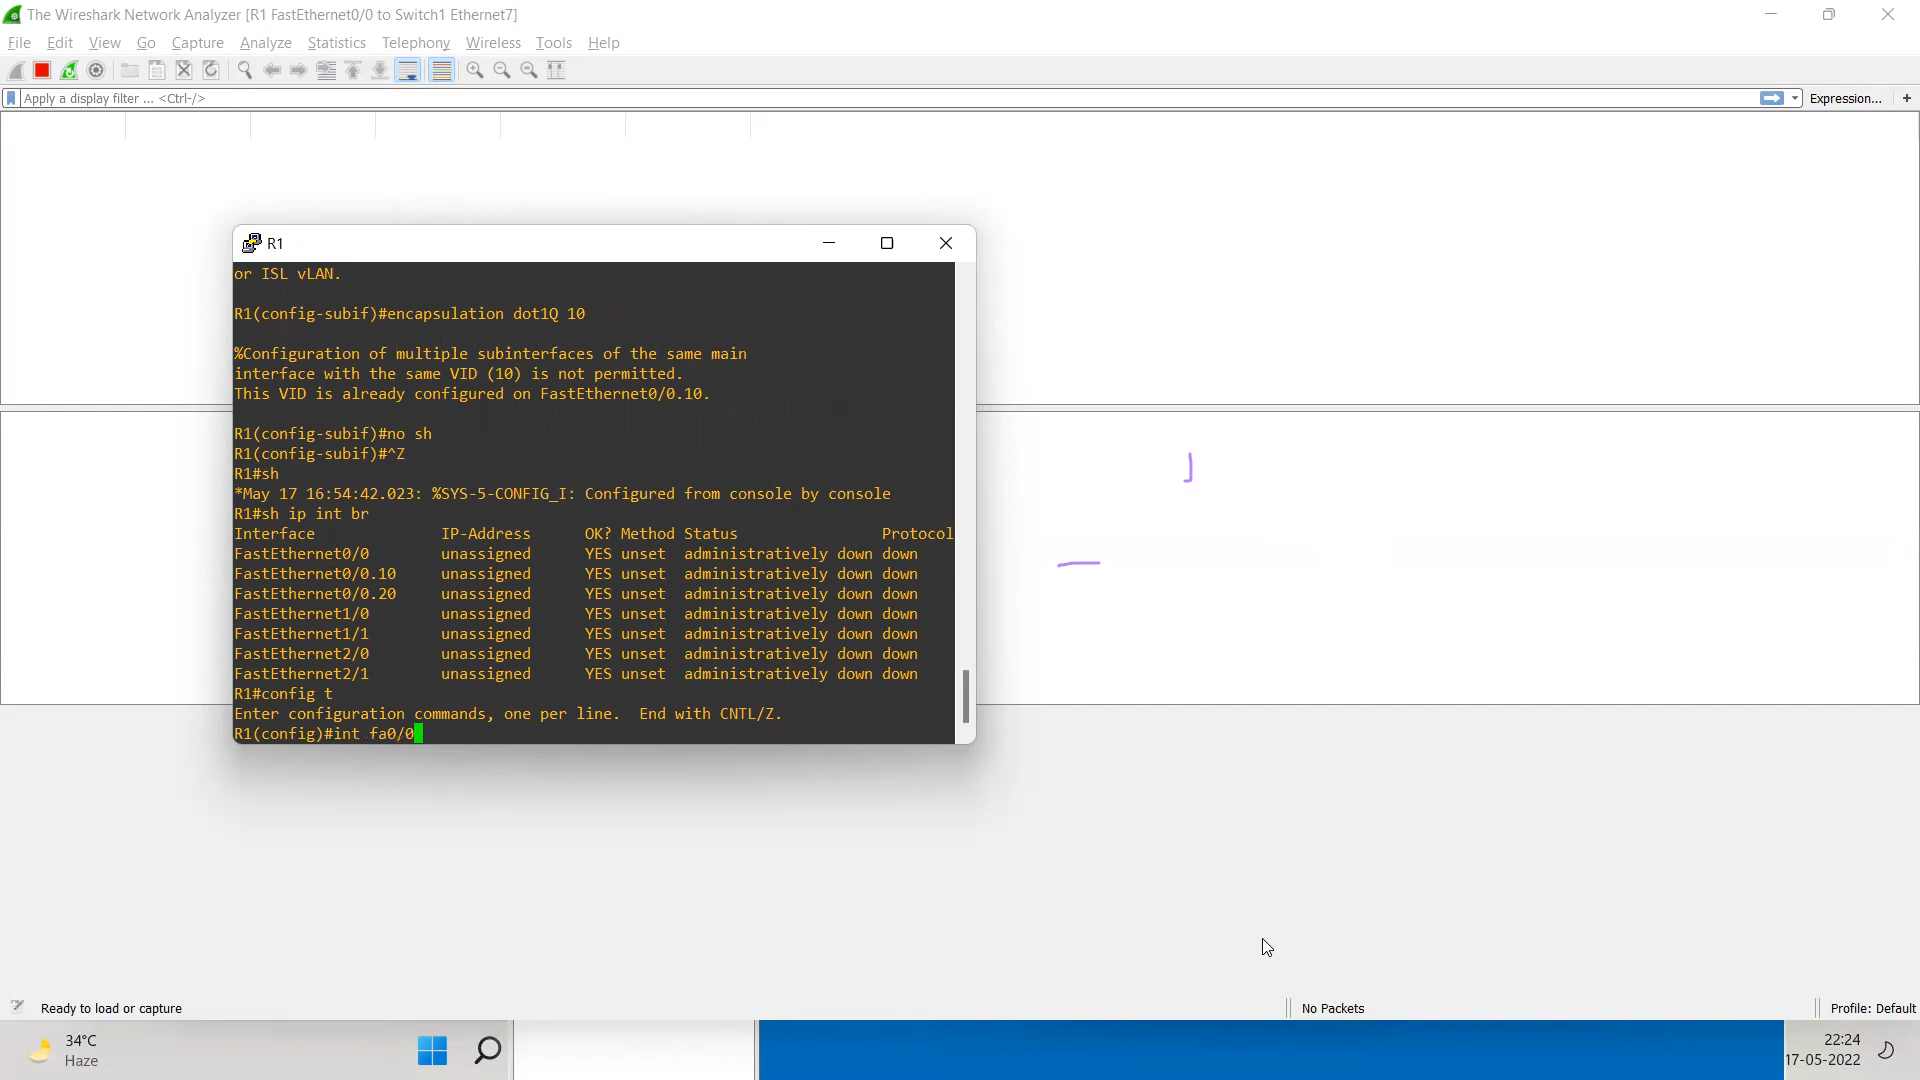 The Wireshark Network Analyzer [R1 FastEthernet0/0 to Switch1 Ethernet7]
File Edit View Go Capture Analyze Statistics Telephony Wireless Tools Help
Apply a display filter ... <Ctrl-/>
Expression... +
R1
or ISL vLAN.
R1(config-subif)#encapsulation dot1Q 10
%Configuration of multiple subinterfaces of the same main
interface with the same VID (10) is not permitted.
This VID is already configured on FastEthernet0/0.10.
R1(config-subif)#no sh
R1(config-subif)#^Z
R1#sh
*May 17 16:54:42.023: %SYS-5-CONFIG_I: Configured from console by console
R1#sh ip int br
Interface IP-Address OK? Method Status Protocol
FastEthernet0/0 unassigned YES unset administratively down down
FastEthernet0/0.10 unassigned YES unset administratively down down
FastEthernet0/0.20 unassigned YES unset administratively down down
FastEthernet1/0 unassigned YES unset administratively down down
FastEthernet1/1 unassigned YES unset administratively down down
FastEthernet2/0 unassigned YES unset administratively down down
FastEthernet2/1 unassigned YES unset administratively down down
R1#config t
Enter configuration commands, one per line. End with CNTL/Z.
R1(config)#int fa0/0
Ready to load or capture
No Packets
Profile: Default
34°C
Haze
22:24
17-05-2022